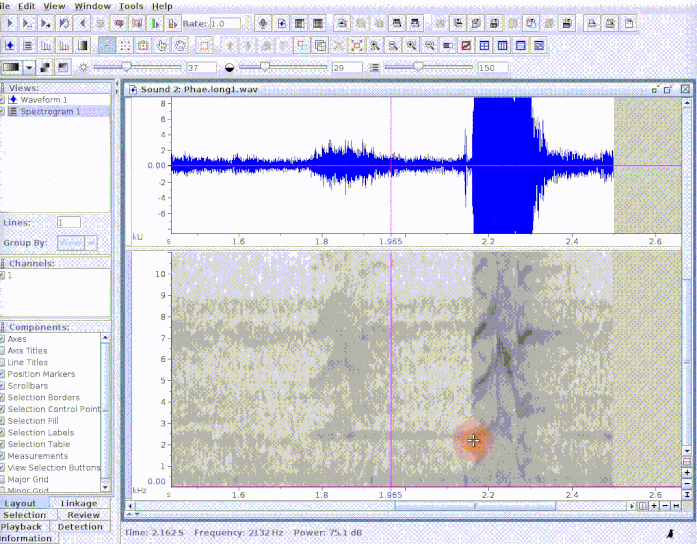 ile Edit View Window Tools Help
Rate: 1.0
37 29 150
Views:
Waveform 1
Spectrogram 1
Lines: 1
Group By:
Channels:
1
Components:
Axes
Axis Titles
Line Titles
Position Markers
Scrollbars
Selection Borders
Selection Control Point
Selection Fill
Selection Labels
Selection Table
Measurements
View Selection Buttons
Major Grid
Minor Grid
Layout Linkage
Selection Review
Playback Detection
Information
Sound 2: Phae.long1.wav
8
6
4
2
0.00
-2
-4
-6
kU
s 1.6 1.8 1.965 2.2 2.4 2.6
10
9
8
7
6
5
4
3
2
1
0.00
kHz
s 1.6 1.8 1.965 2.2 2.4 2.6
Time: 2.162 S Frequency: 2132 Hz Power: 75.1 dB